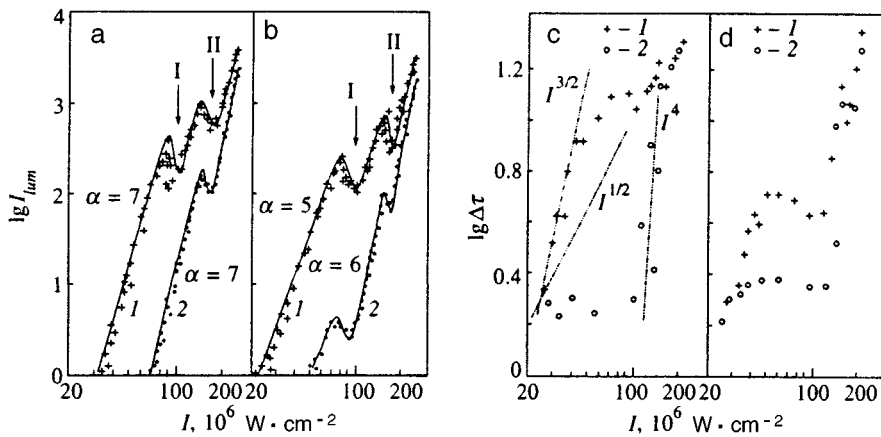 a
I
II
b
I
II
4
3
2
1
0
lg I_lum
α = 7
α = 7
1
2
α = 5
α = 6
1
2
20
100
200
20
100
200
I, 10^6 W · cm^−2
c
+ – 1
o – 2
d
+ – 1
o – 2
1.2
0.8
0.4
0
lgΔτ
I^3/2
I^4
I^1/2
20
100
200
20
100
200
I, 10^6 W · cm^−2